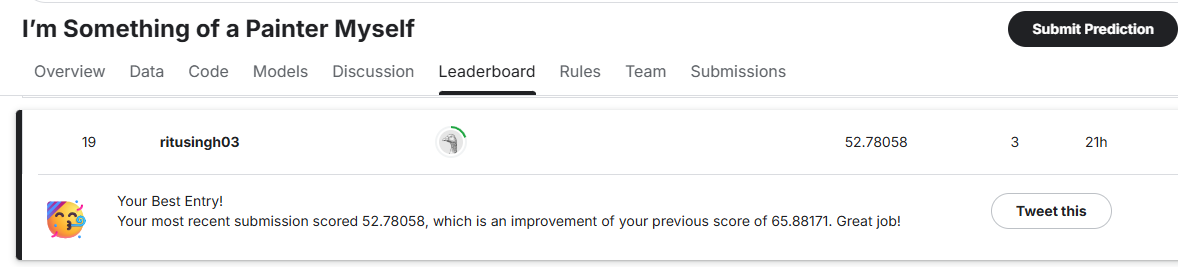 I'm Something of a Painter Myself
Submit Prediction
Overview Data Code Models Discussion Leaderboard Rules Team Submissions
19 ritusingh03 52.78058 3 21h
Your Best Entry!
Your most recent submission scored 52.78058, which is an improvement of your previous score of 65.88171. Great job!
Tweet this